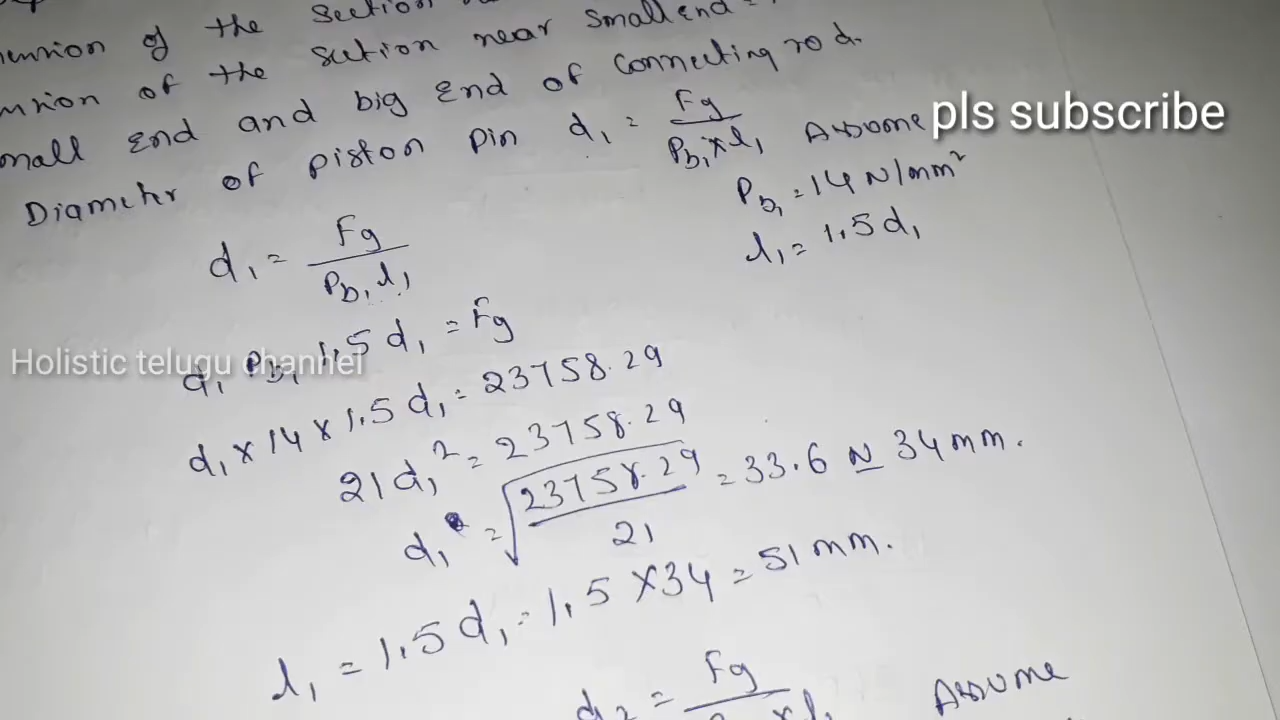 of the section
of the section near small end =
small End and big End of connecting rod.
Diameter of piston pin d₁ = Fg / Pb₁ × l₁ Assume
pls subscribe
Pb₁ = 14 N/mm²
l₁ = 1.5 d₁
d₁ = Fg / Pb₁ l₁
d₁ Pb₁ 1.5 d₁ = Fg
Holistic telugu channel
d₁ × 14 × 1.5 d₁ = 23758.29
21 d₁² = 23758.29
d₁ = √(23758.29 / 21) = 33.6 ≃ 34 mm.
l₁ = 1.5 d₁ = 1.5 × 34 = 51 mm.
d₂ = Fg Assume